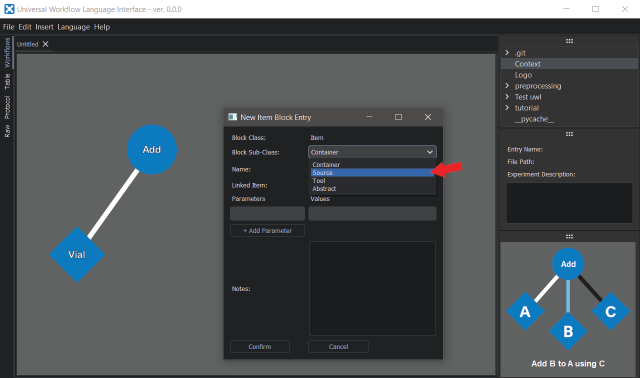 Universal Workflow Language Interface - ver. 0.0.0
File Edit Insert Language Help
Workflows
Table
Protocol
Raw
Untitled
Add
Vial
New Item Block Entry
Block Class: Item
Block Sub-Class: Container
Container
Source
Tool
Abstract
Name:
Linked Item:
Parameters Values
+ Add Parameter
Notes:
Confirm Cancel
.git
Context
Logo
preprocessing
Test uwl
tutorial
__pycache__
Entry Name:
File Path:
Experiment Description:
Add
A
B
C
Add B to A using C